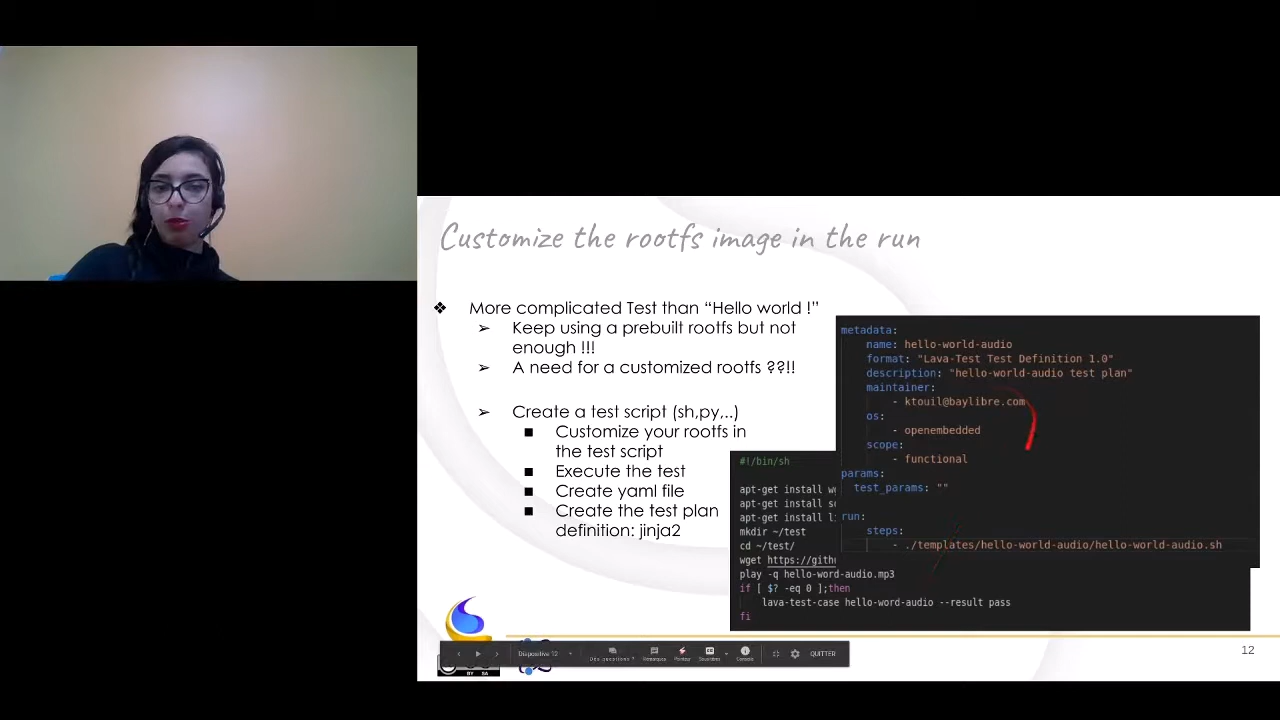 Customize the rootfs image in the run
❖ More complicated Test than “Hello world !”
➢ Keep using a prebuilt rootfs but not
enough !!!
➢ A need for a customized rootfs ??!!
➢ Create a test script (sh,py,..)
■ Customize your rootfs in
the test script
■ Execute the test
■ Create yaml file
■ Create the test plan
definition: jinja2
metadata:
name: hello-world-audio
format: "Lava-Test Test Definition 1.0"
description: "hello-world-audio test plan"
maintainer:
- ktouil@baylibre.com
os:
- openembedded
scope:
- functional
params:
test_params: ""
run:
steps:
- ./templates/hello-world-audio/hello-world-audio.sh
#!/bin/sh
apt-get install
apt-get install
apt-get install
mkdir ~/test
cd ~/test/
wget
play -q hello-word-audio.mp3
if [ $? -eq 0 ];then
lava-test-case hello-word-audio --result pass
fi
Diapositive 12
QUITTER
BY SA
12